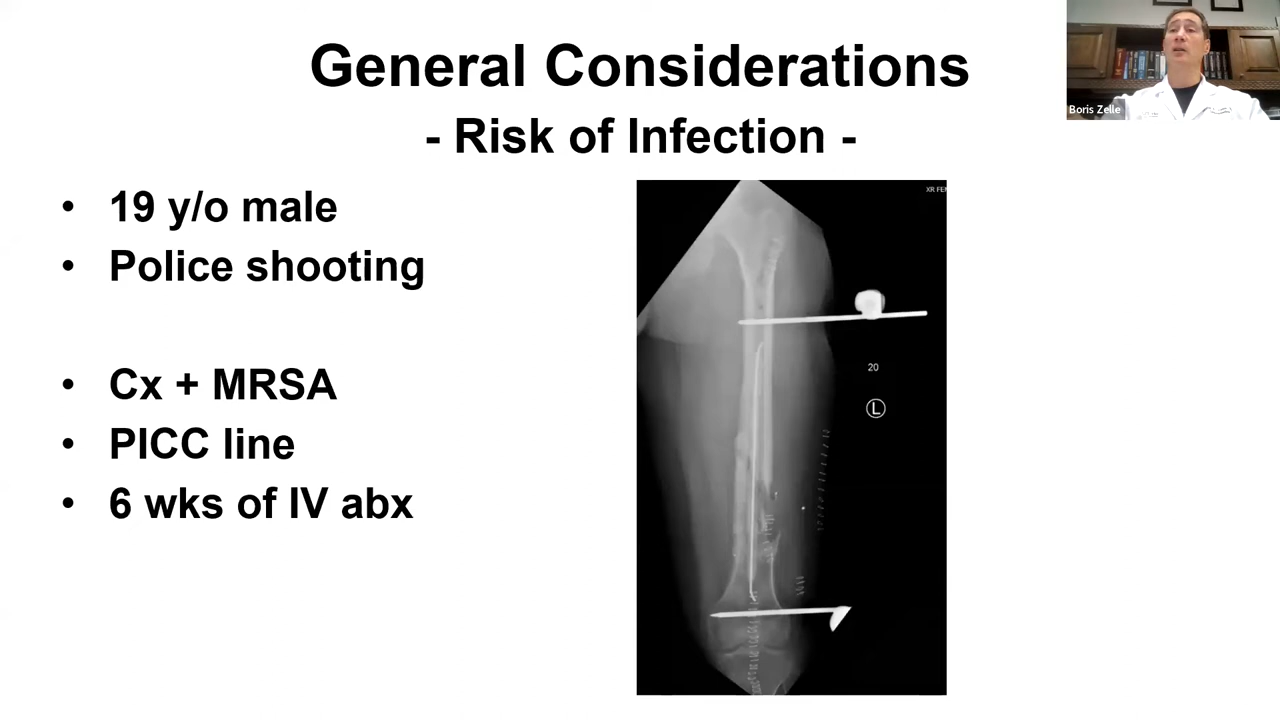 General Considerations
- Risk of Infection -
Boris Zelle
• 19 y/o male
• Police shooting
• Cx + MRSA
• PICC line
• 6 wks of IV abx
XR FE
20
L